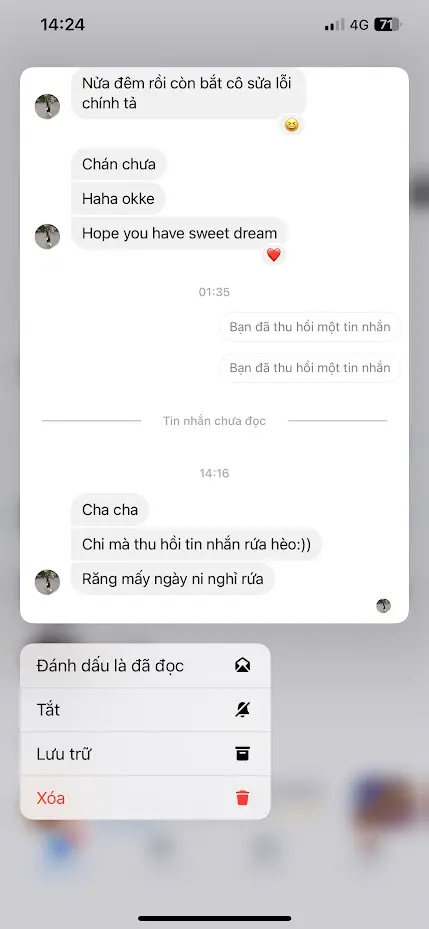 14:24
4G
71
Nửa đêm rồi còn bắt cô sửa lỗi
chính tả
Chán chưa
Haha okke
Hope you have sweet dream
01:35
Bạn đã thu hồi một tin nhắn
Bạn đã thu hồi một tin nhắn
Tin nhắn chưa đọc
14:16
Cha cha
Chi mà thu hồi tin nhắn rứa hèo:))
Răng mấy ngày ni nghỉ rứa
Đánh dấu là đã đọc
Tắt
Lưu trữ
Xóa